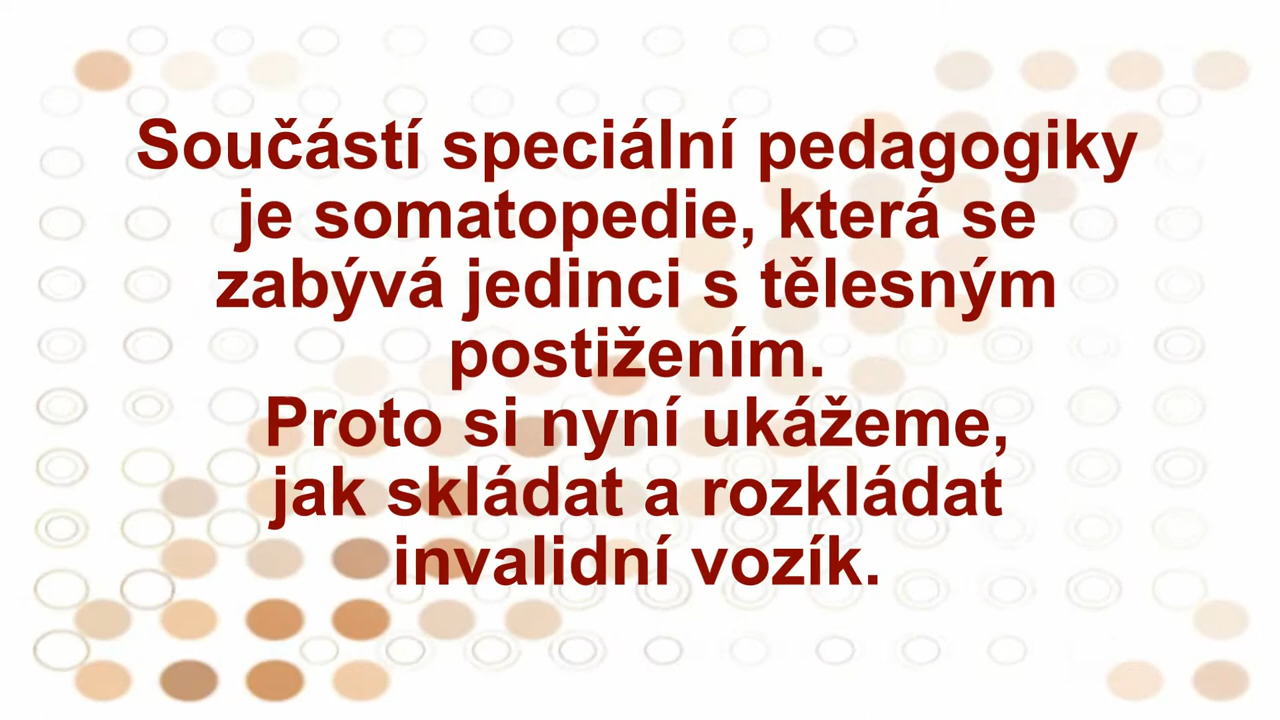 Součástí speciální pedagogiky
je somatopedie, která se
zabývá jedinci s tělesným
postižením.
Proto si nyní ukážeme,
jak skládat a rozkládat
invalidní vozík.